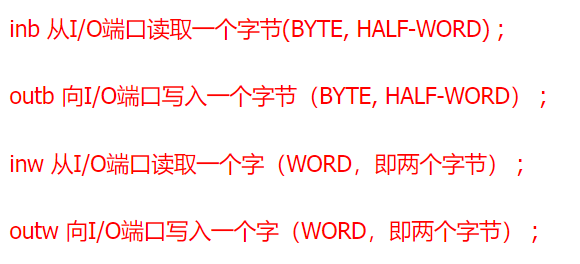 inb 从I/O端口读取一个字节(BYTE, HALF-WORD) ;
outb 向I/O端口写入一个字节（BYTE, HALF-WORD） ;
inw 从I/O端口读取一个字（WORD，即两个字节） ;
outw 向I/O端口写入一个字（WORD，即两个字节） ;